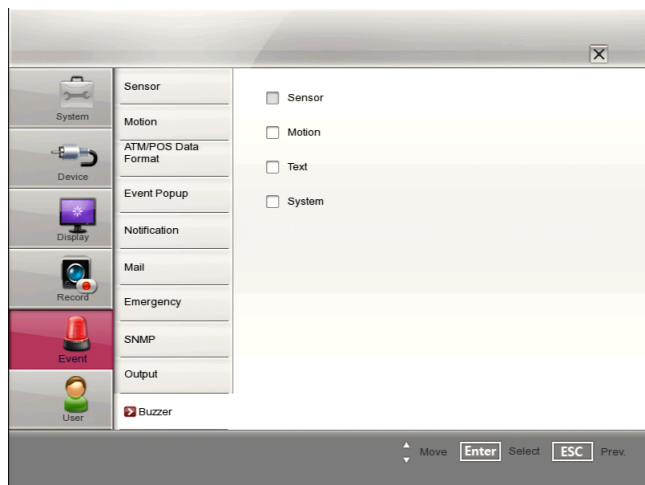 System
Device
Display
Record
Event
User
Sensor
Motion
ATM/POS Data
Format
Event Popup
Notification
Mail
Emergency
SNMP
Output
Buzzer
Sensor
Motion
Text
System
Move Enter Select ESC Prev.